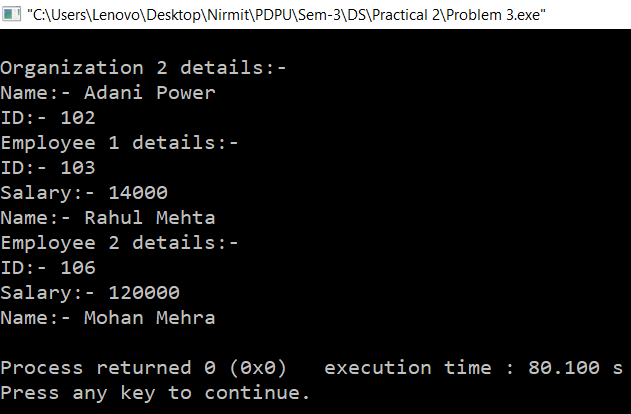 "C:\Users\Lenovo\Desktop\Nirmit\PDPU\Sem-3\DS\Practical 2\Problem 3.exe"
Organization 2 details:-
Name:- Adani Power
ID:- 102
Employee 1 details:-
ID:- 103
Salary:- 14000
Name:- Rahul Mehta
Employee 2 details:-
ID:- 106
Salary:- 120000
Name:- Mohan Mehra
Process returned 0 (0x0)   execution time : 80.100 s
Press any key to continue.